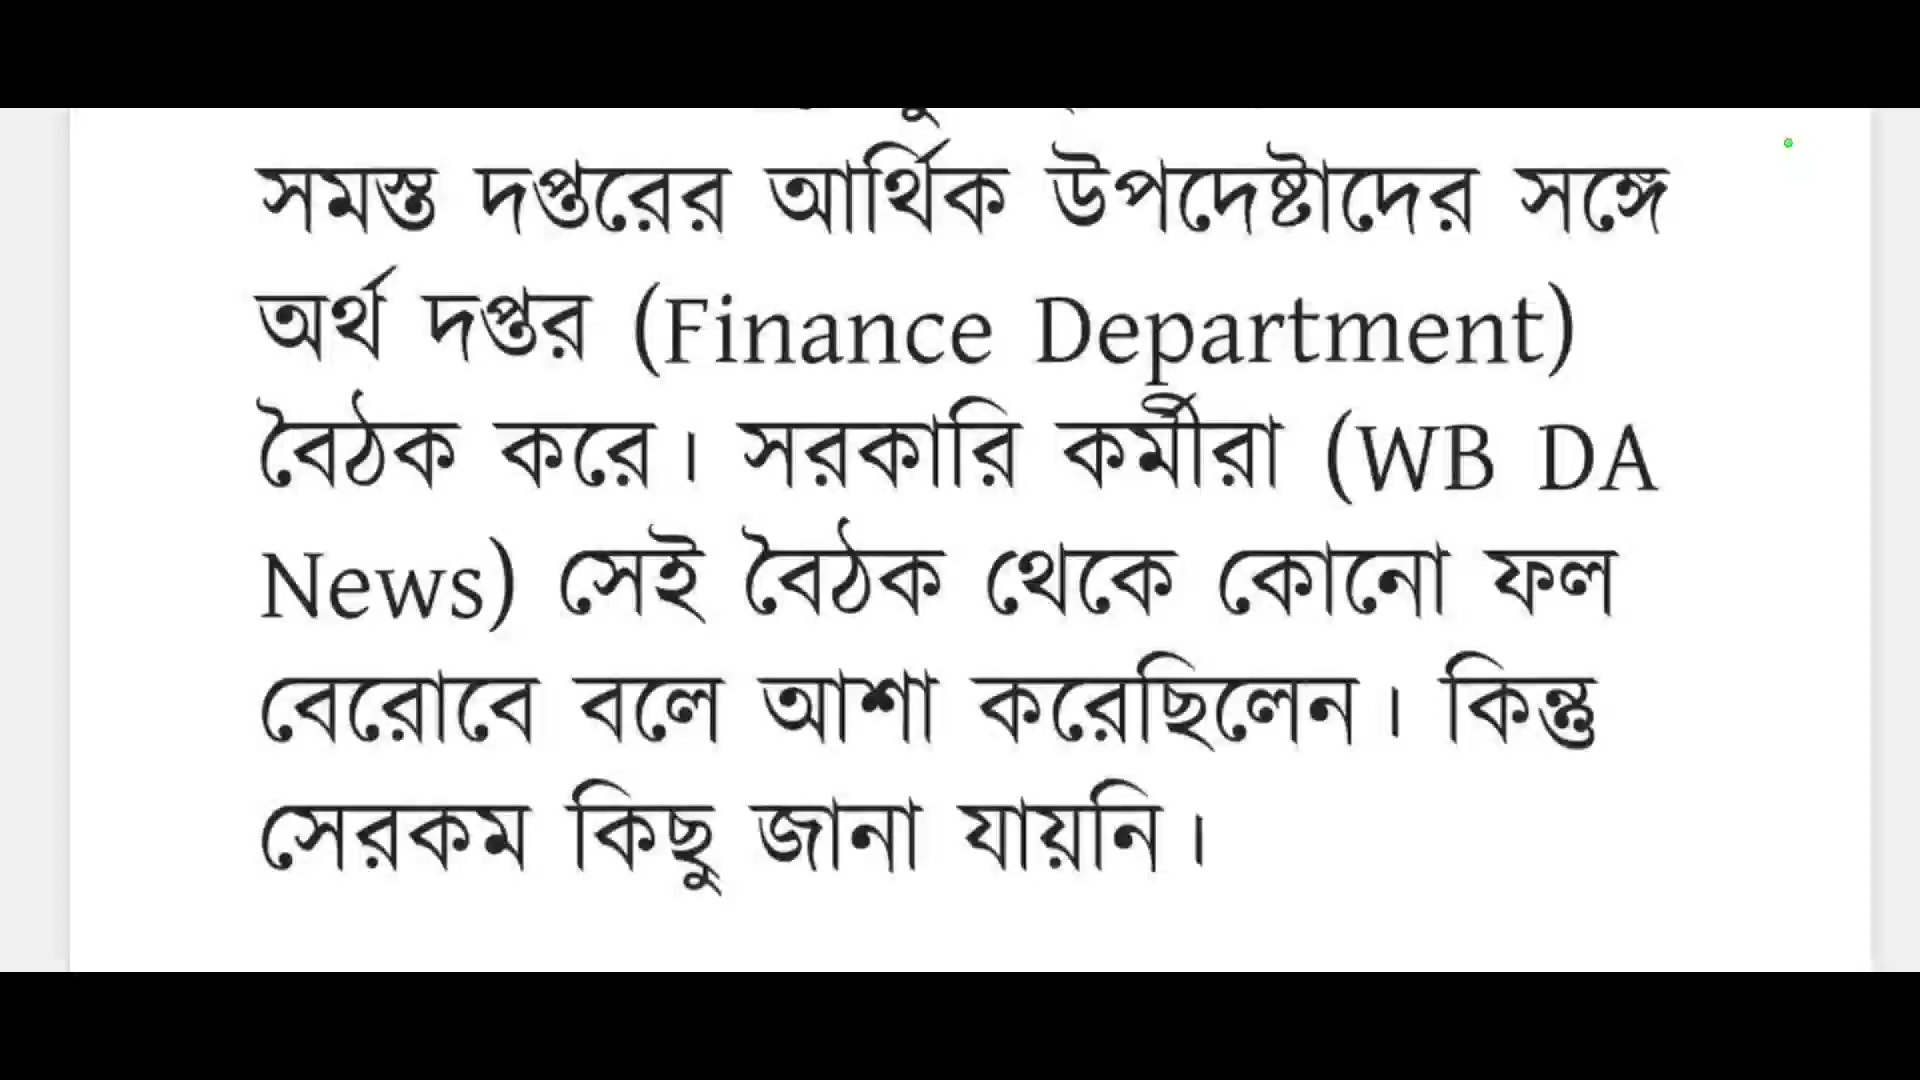 সমস্ত দপ্তরের আর্থিক উপদেষ্টাদের সঙ্গে
অর্থ দপ্তর (Finance Department)
বৈঠক করে। সরকারি কর্মীরা (WB DA
News) সেই বৈঠক থেকে কোনো ফল
বেরোবে বলে আশা করেছিলেন। কিন্তু
সেরকম কিছু জানা যায়নি।